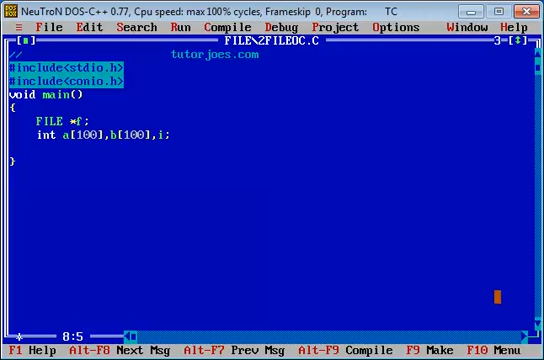 NeuTroN DOS-C++ 0.77, Cpu speed: max 100% cycles, Frameskip 0, Program: TC
≡ File Edit Search Run Compile Debug Project Options Window Help
[■] FILE\2FILEOC.C 3=[↕]
// tutorjoes.com
#include<stdio.h>
#include<conio.h>
void main()
{
FILE *f;
int a[100],b[100],i;
}
* 8:5
F1 Help Alt-F8 Next Msg Alt-F7 Prev Msg Alt-F9 Compile F9 Make F10 Menu